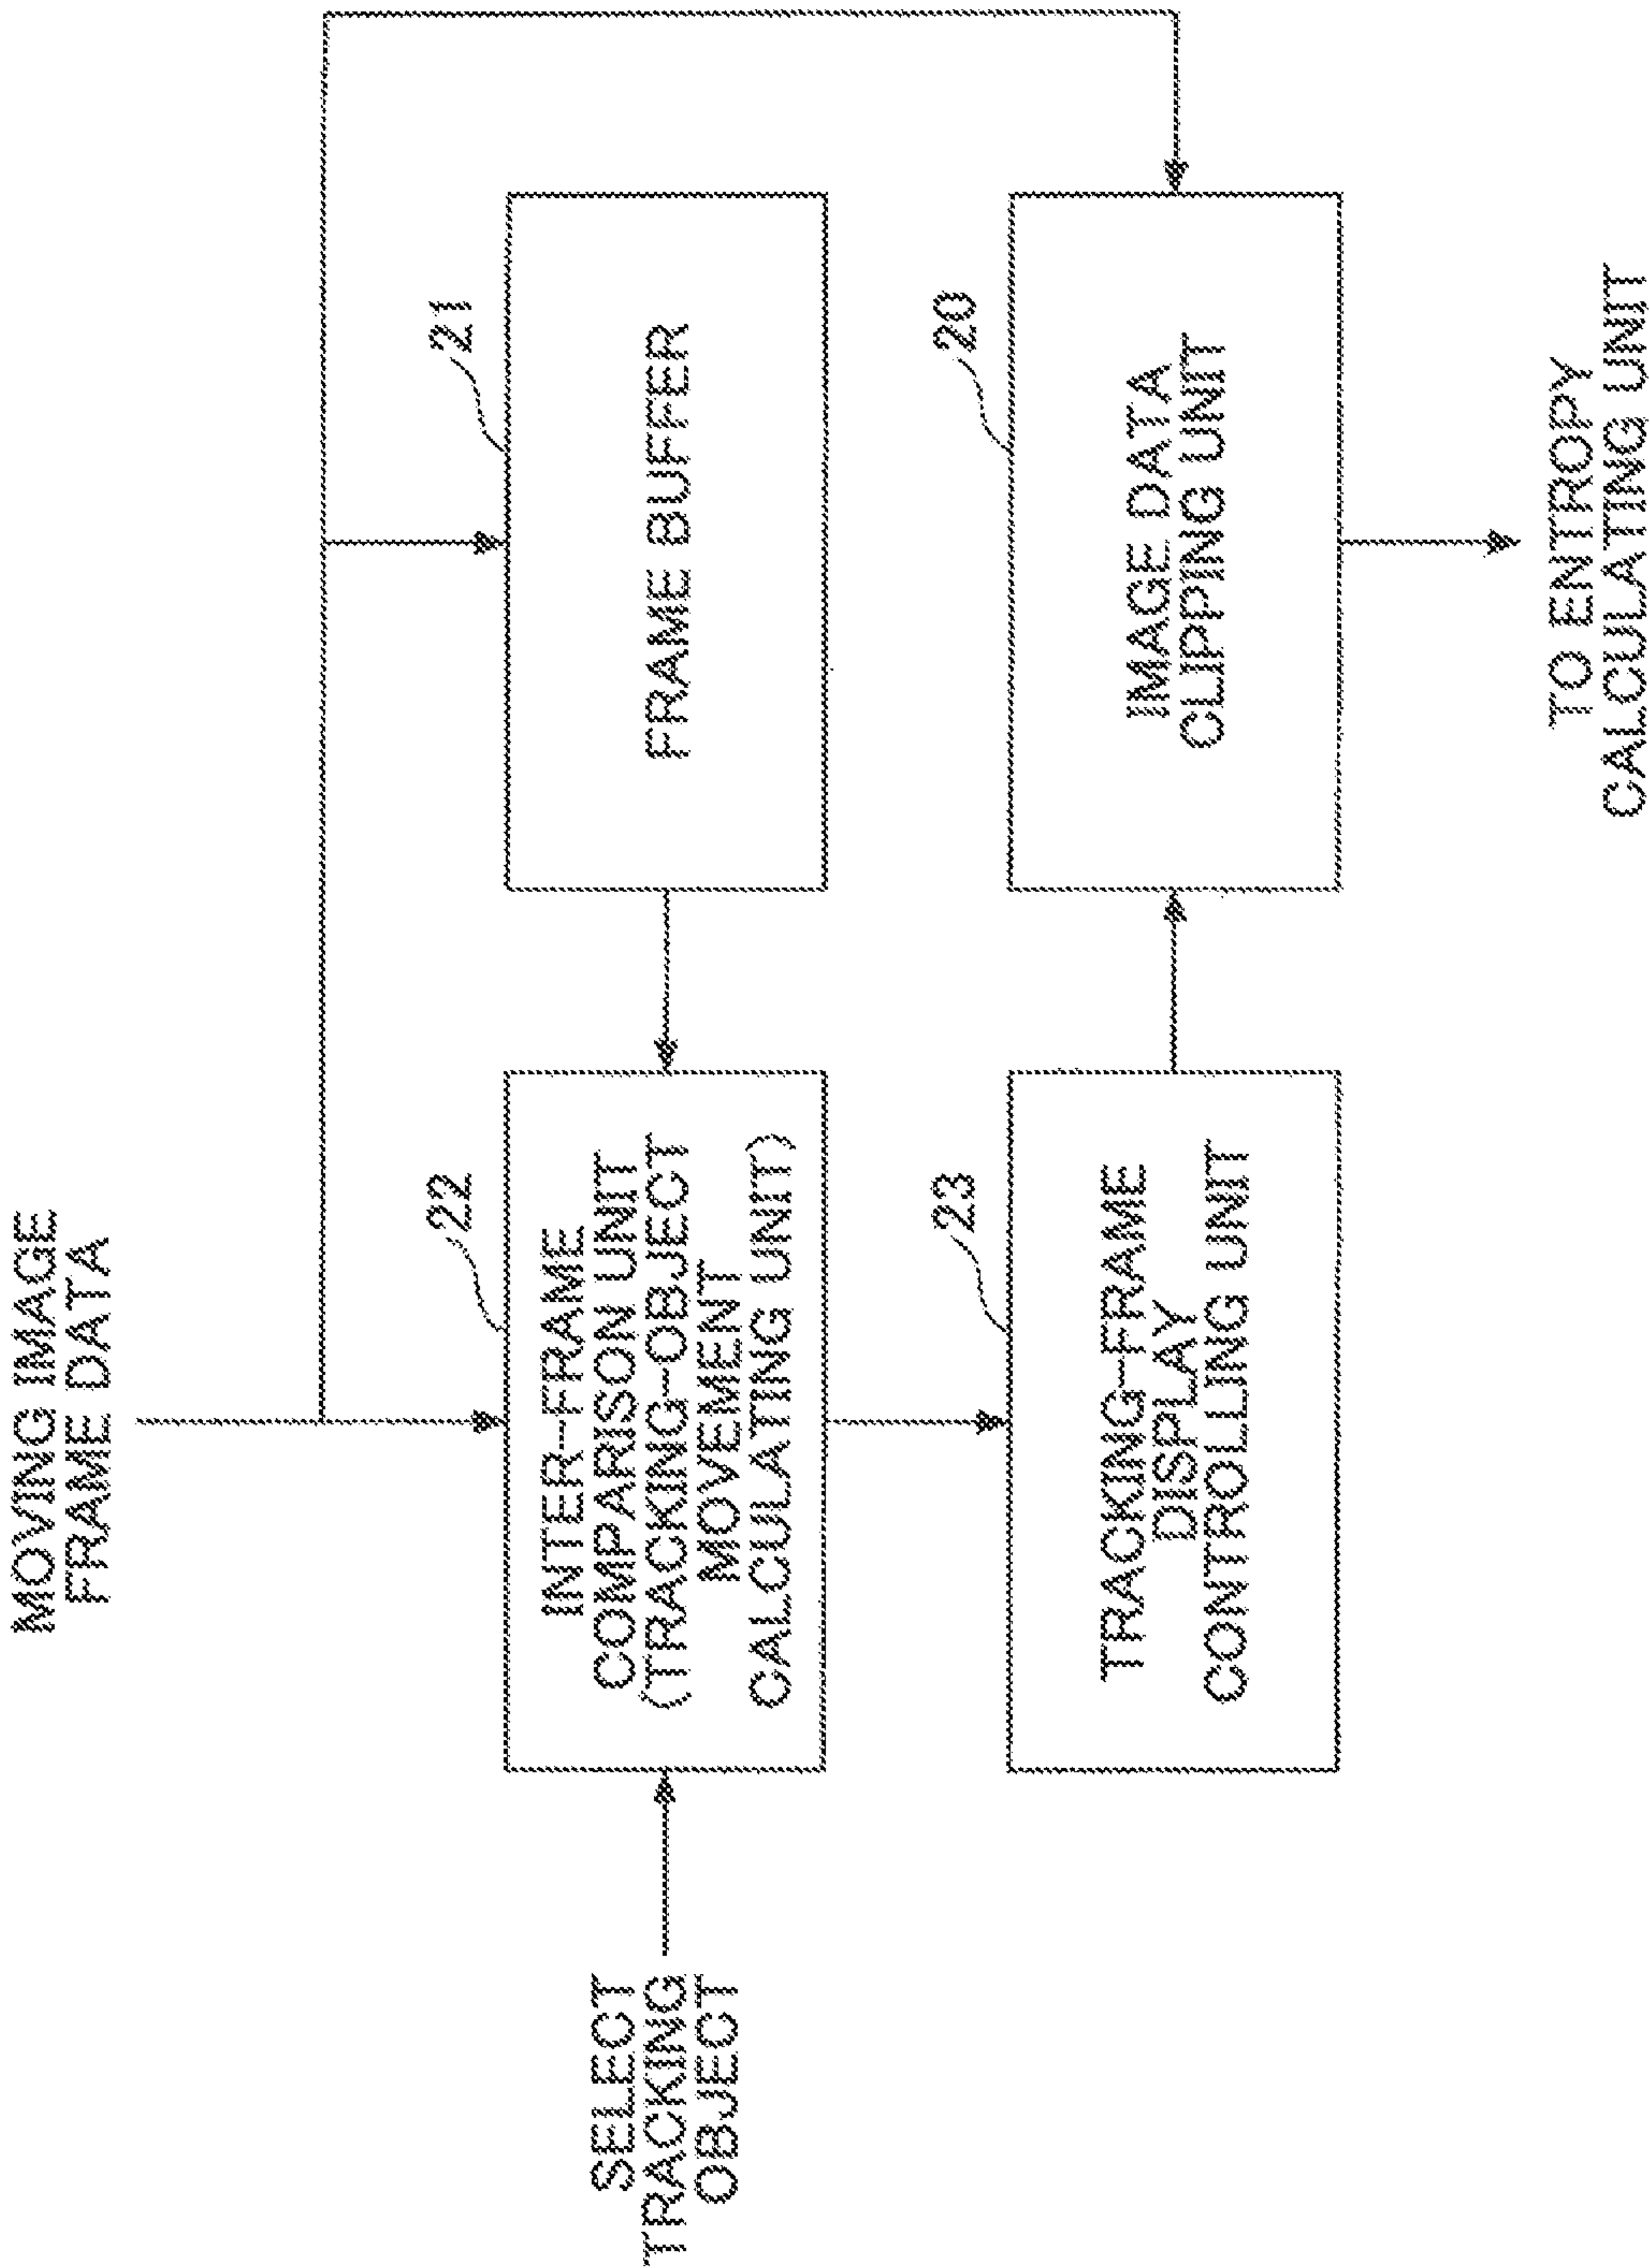 MOVING IMAGE
FRAME DATA
SELECT
TRACKING
OBJECT
22
INTER-FRAME
COMPARISON UNIT
(TRACKING-OBJECT
MOVEMENT
CALCULATING UNIT)
21
FRAME BUFFER
23
TRACKING-FRAME
DISPLAY
CONTROLLING UNIT
20
IMAGE DATA
CLIPPING UNIT
TO ENTROPY
CALCULATING UNIT